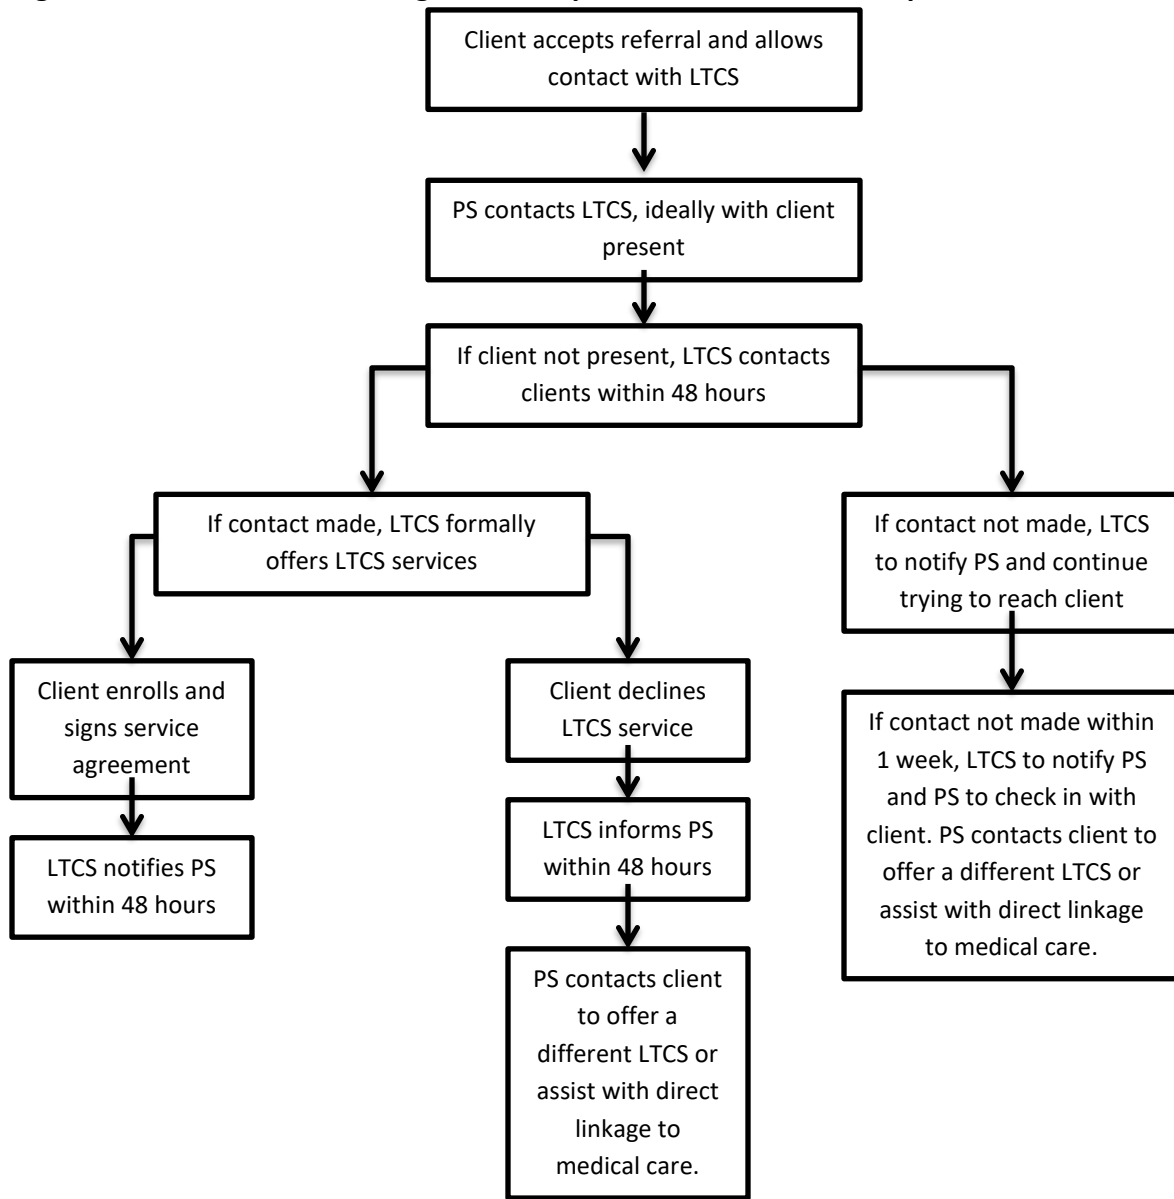 Client accepts referral and allows
contact with LTCS
PS contacts LTCS, ideally with client
present
If client not present, LTCS contacts
clients within 48 hours
If contact made, LTCS formally
offers LTCS services
If contact not made, LTCS
to notify PS and continue
trying to reach client
Client enrolls and
signs service
agreement
Client declines
LTCS service
If contact not made within
1 week, LTCS to notify PS
and PS to check in with
client. PS contacts client to
offer a different LTCS or
assist with direct linkage
to medical care.
LTCS notifies PS
within 48 hours
LTCS informs PS
within 48 hours
PS contacts client
to offer a
different LTCS or
assist with direct
linkage to
medical care.